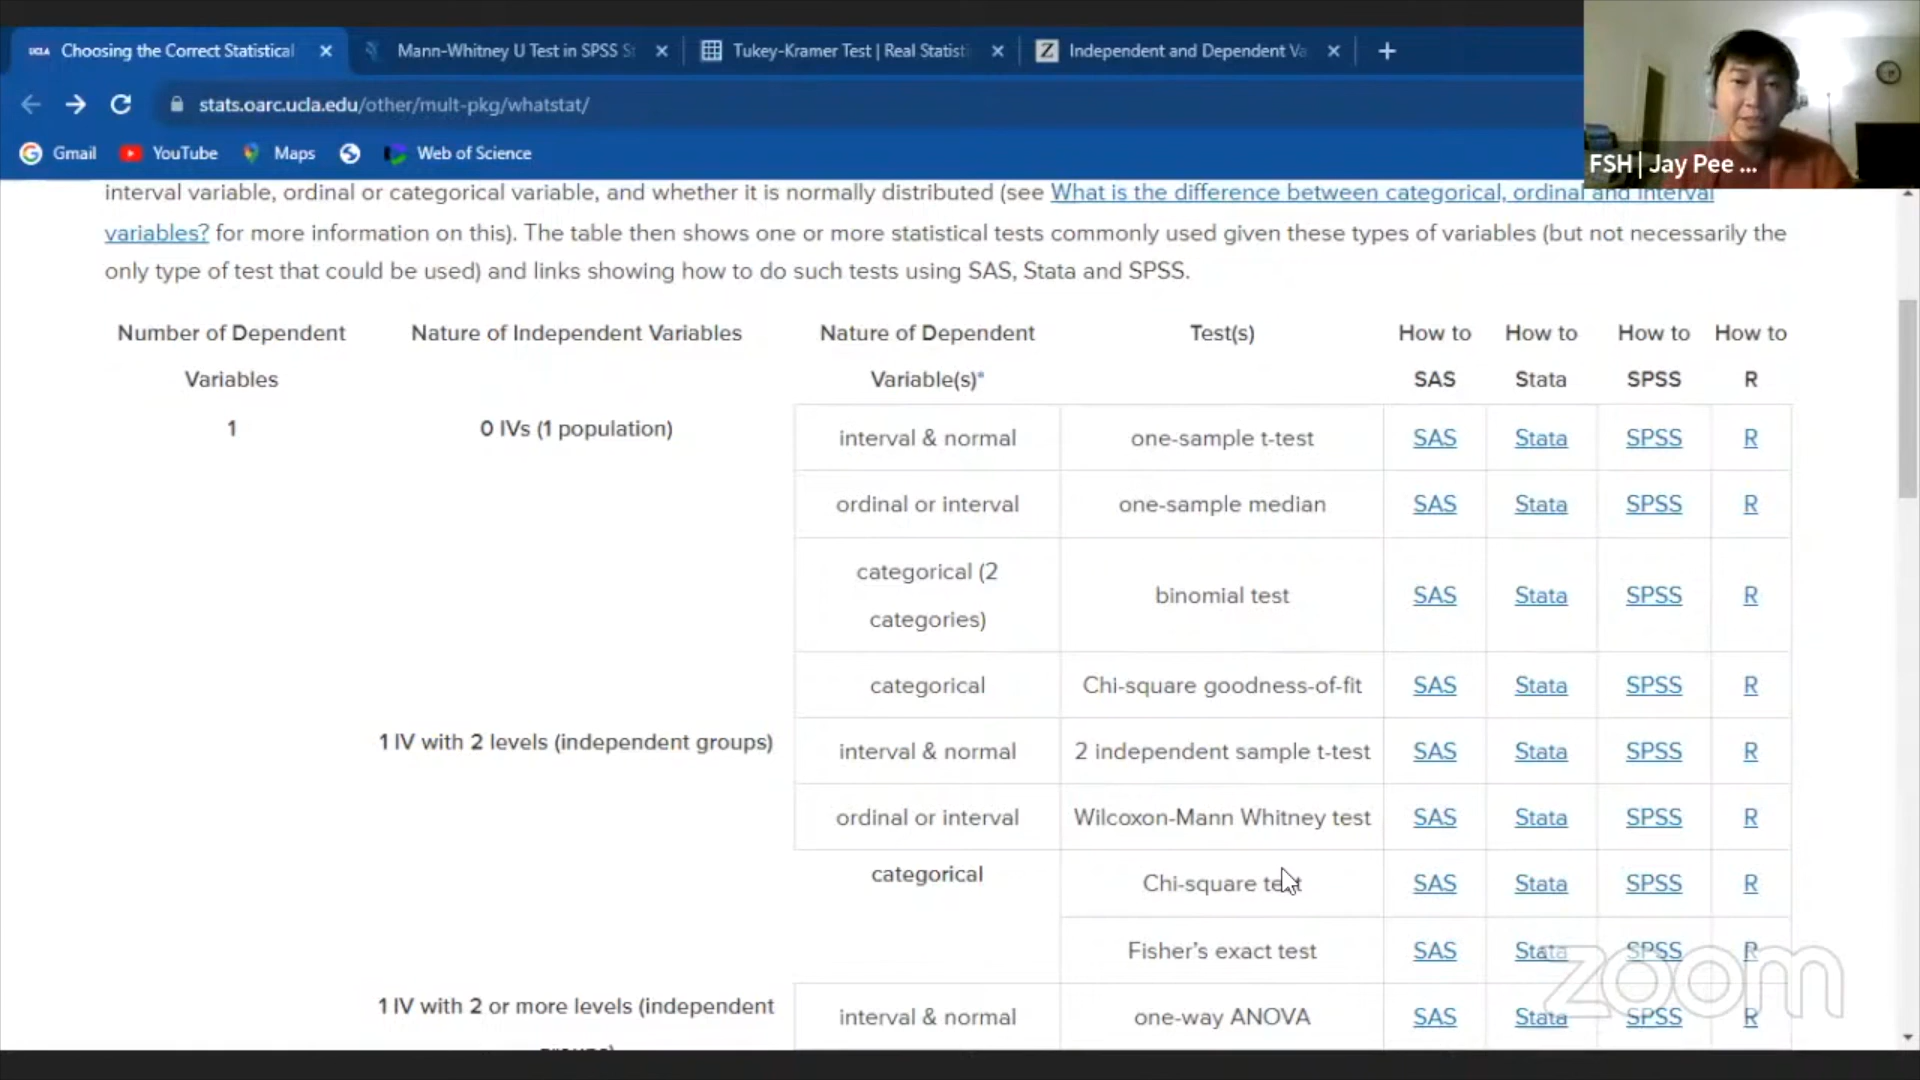 UCLA Choosing the Correct Statistical
Mann-Whitney U Test in SPSS S
Tukey-Kramer Test | Real Statisti
Z Independent and Dependent Va
stats.oarc.ucla.edu/other/mult-pkg/whatstat/
Gmail YouTube Maps Web of Science
FSH | Jay Pee ...
interval variable, ordinal or categorical variable, and whether it is normally distributed (see What is the difference between categorical, ordinal and interval
variables? for more information on this). The table then shows one or more statistical tests commonly used given these types of variables (but not necessarily the
only type of test that could be used) and links showing how to do such tests using SAS, Stata and SPSS.
Number of Dependent Nature of Independent Variables Nature of Dependent Test(s) How to How to How to How to
Variables Variable(s)* SAS Stata SPSS R
1 0 IVs (1 population) interval & normal one-sample t-test SAS Stata SPSS R
ordinal or interval one-sample median SAS Stata SPSS R
categorical (2
categories) binomial test SAS Stata SPSS R
categorical Chi-square goodness-of-fit SAS Stata SPSS R
1 IV with 2 levels (independent groups) interval & normal 2 independent sample t-test SAS Stata SPSS R
ordinal or interval Wilcoxon-Mann Whitney test SAS Stata SPSS R
categorical Chi-square test SAS Stata SPSS R
Fisher's exact test SAS Stata SPSS R
1 IV with 2 or more levels (independent interval & normal one-way ANOVA SAS Stata SPSS R
zoom